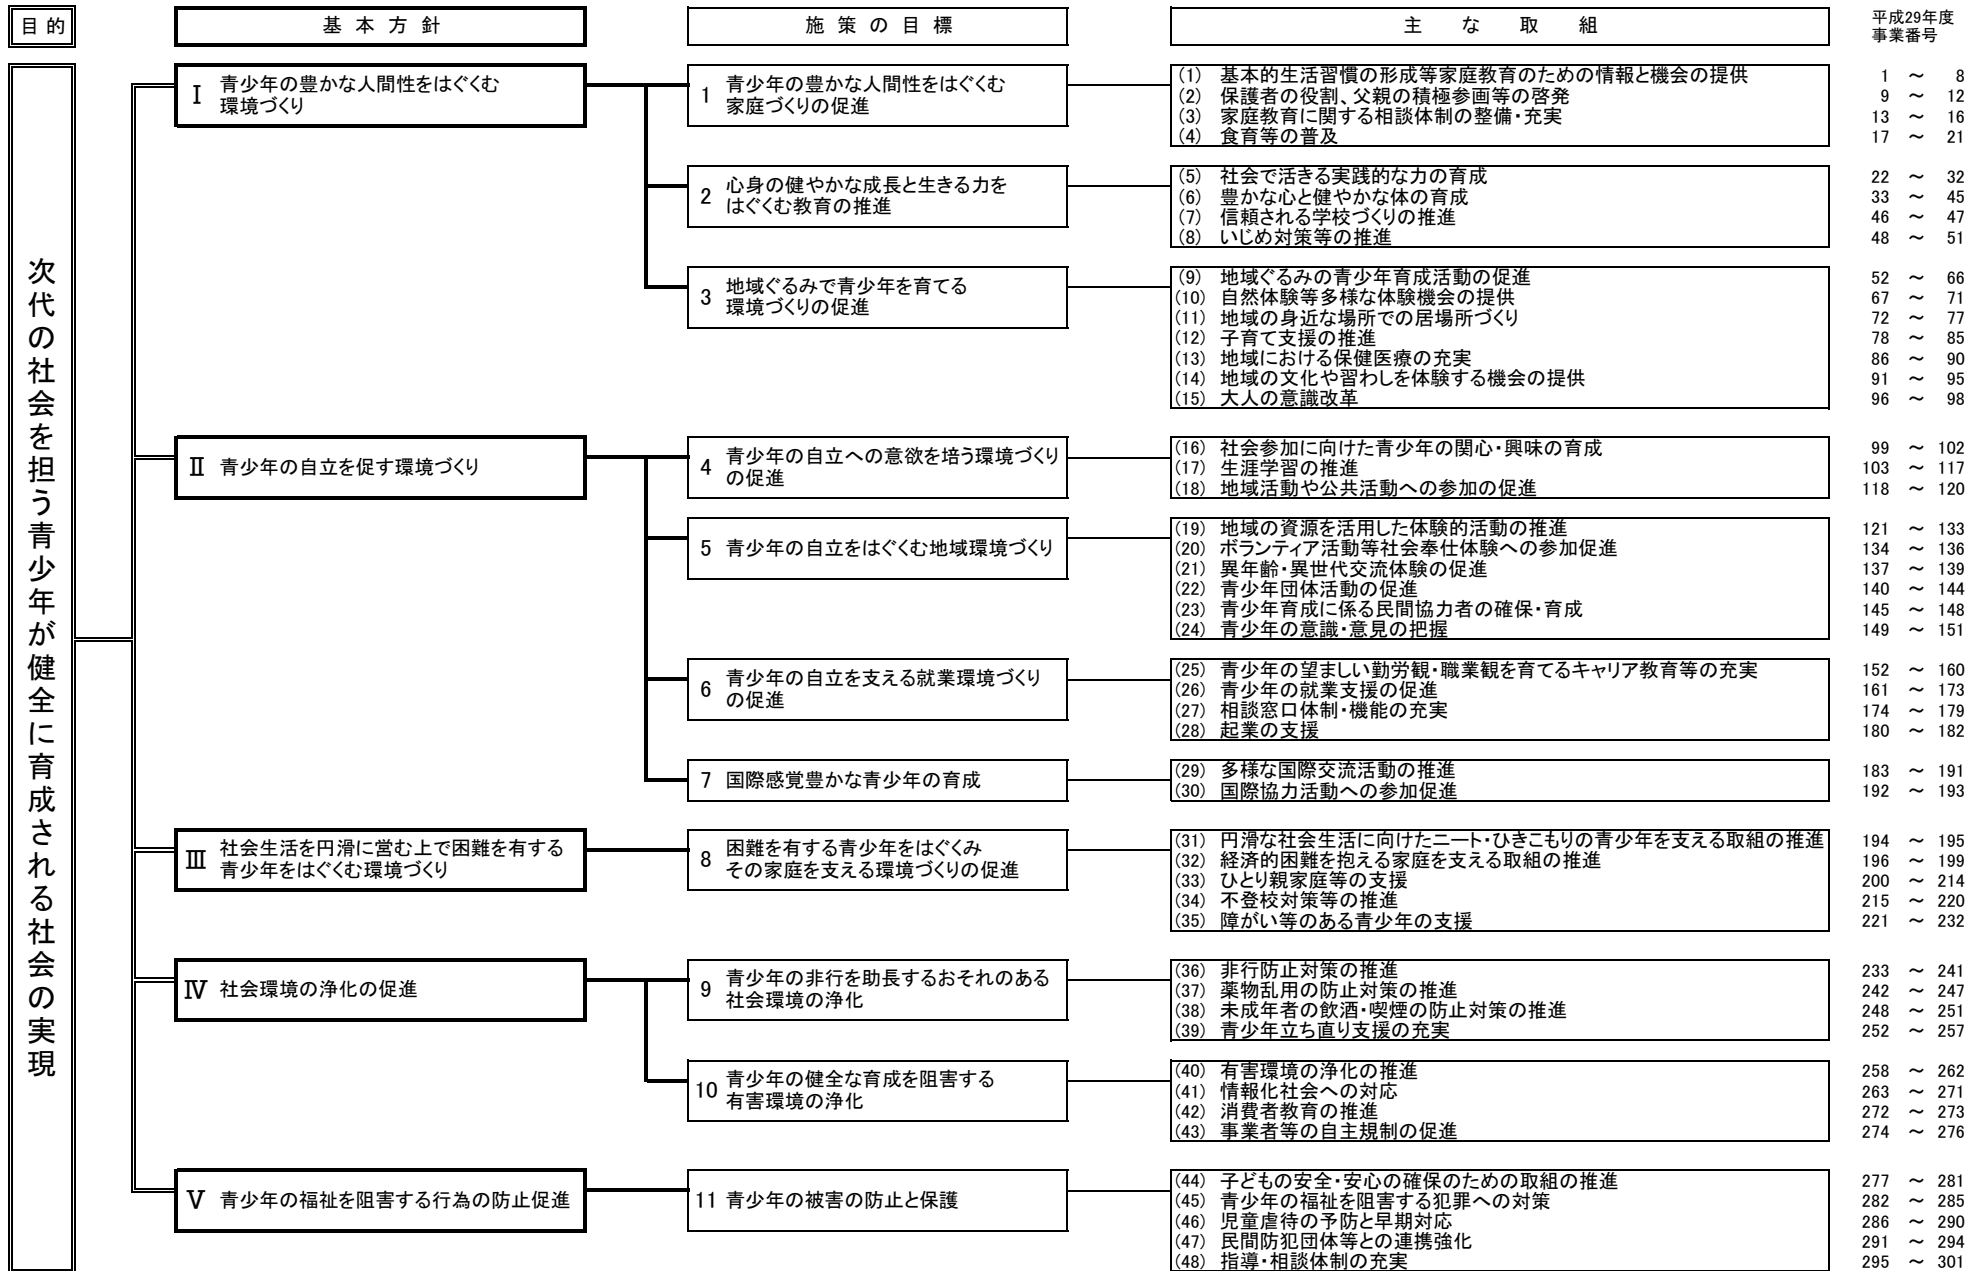 目的
基本方針
施策の目標
主な取組
平成29年度
事業番号
次代の社会を担う青少年が健全に育成される社会の実現
Ⅰ 青少年の豊かな人間性をはぐくむ
環境づくり
1 青少年の豊かな人間性をはぐくむ
家庭づくりの促進
(1) 基本的生活習慣の形成等家庭教育のための情報と機会の提供 1 ～ 8
(2) 保護者の役割、父親の積極参画等の啓発 9 ～ 12
(3) 家庭教育に関する相談体制の整備・充実 13 ～ 16
(4) 食育等の普及 17 ～ 21
2 心身の健やかな成長と生きる力を
はぐくむ教育の推進
(5) 社会で活きる実践的な力の育成 22 ～ 32
(6) 豊かな心と健やかな体の育成 33 ～ 45
(7) 信頼される学校づくりの推進 46 ～ 47
(8) いじめ対策等の推進 48 ～ 51
3 地域ぐるみで青少年を育てる
環境づくりの促進
(9) 地域ぐるみの青少年育成活動の促進 52 ～ 66
(10) 自然体験等多様な体験機会の提供 67 ～ 71
(11) 地域の身近な場所での居場所づくり 72 ～ 77
(12) 子育て支援の推進 78 ～ 85
(13) 地域における保健医療の充実 86 ～ 90
(14) 地域の文化や習わしを体験する機会の提供 91 ～ 95
(15) 大人の意識改革 96 ～ 98
Ⅱ 青少年の自立を促す環境づくり
4 青少年の自立への意欲を培う環境づくり
の促進
(16) 社会参加に向けた青少年の関心・興味の育成 99 ～ 102
(17) 生涯学習の推進 103 ～ 117
(18) 地域活動や公共活動への参加の促進 118 ～ 120
5 青少年の自立をはぐくむ地域環境づくり
(19) 地域の資源を活用した体験的活動の推進 121 ～ 133
(20) ボランティア活動等社会奉仕体験への参加促進 134 ～ 136
(21) 異年齢・異世代交流体験の促進 137 ～ 139
(22) 青少年団体活動の促進 140 ～ 144
(23) 青少年育成に係る民間協力者の確保・育成 145 ～ 148
(24) 青少年の意識・意見の把握 149 ～ 151
6 青少年の自立を支える就業環境づくり
の促進
(25) 青少年の望ましい勤労観・職業観を育てるキャリア教育等の充実 152 ～ 160
(26) 青少年の就業支援の促進 161 ～ 173
(27) 相談窓口体制・機能の充実 174 ～ 179
(28) 起業の支援 180 ～ 182
7 国際感覚豊かな青少年の育成
(29) 多様な国際交流活動の推進 183 ～ 191
(30) 国際協力活動への参加促進 192 ～ 193
Ⅲ 社会生活を円滑に営む上で困難を有する
青少年をはぐくむ環境づくり
8 困難を有する青少年をはぐくみ
その家庭を支える環境づくりの促進
(31) 円滑な社会生活に向けたニート・ひきこもりの青少年を支える取組の推進 194 ～ 195
(32) 経済的困難を抱える家庭を支える取組の推進 196 ～ 199
(33) ひとり親家庭等の支援 200 ～ 214
(34) 不登校対策等の推進 215 ～ 220
(35) 障がい等のある青少年の支援 221 ～ 232
Ⅳ 社会環境の浄化の促進
9 青少年の非行を助長するおそれのある
社会環境の浄化
(36) 非行防止対策の推進 233 ～ 241
(37) 薬物乱用の防止対策の推進 242 ～ 247
(38) 未成年者の飲酒・喫煙の防止対策の推進 248 ～ 251
(39) 青少年立ち直り支援の充実 252 ～ 257
10 青少年の健全な育成を阻害する
有害環境の浄化
(40) 有害環境の浄化の推進 258 ～ 262
(41) 情報化社会への対応 263 ～ 271
(42) 消費者教育の推進 272 ～ 273
(43) 事業者等の自主規制の促進 274 ～ 276
Ⅴ 青少年の福祉を阻害する行為の防止促進
11 青少年の被害の防止と保護
(44) 子どもの安全・安心の確保のための取組の推進 277 ～ 281
(45) 青少年の福祉を阻害する犯罪への対策 282 ～ 285
(46) 児童虐待の予防と早期対応 286 ～ 290
(47) 民間防犯団体等との連携強化 291 ～ 294
(48) 指導・相談体制の充実 295 ～ 301